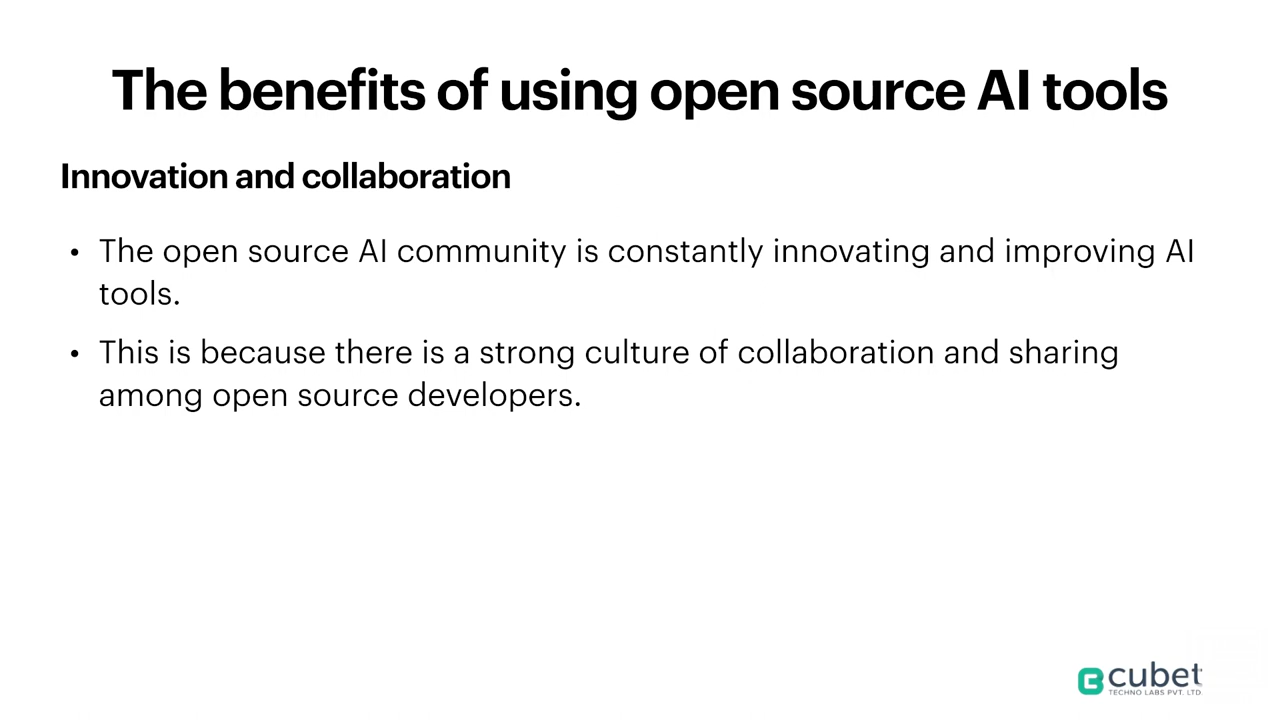 The benefits of using open source AI tools
Innovation and collaboration
• The open source AI community is constantly innovating and improving AI
tools.
• This is because there is a strong culture of collaboration and sharing
among open source developers.
cubet
TECHNO LABS PVT. LTD.